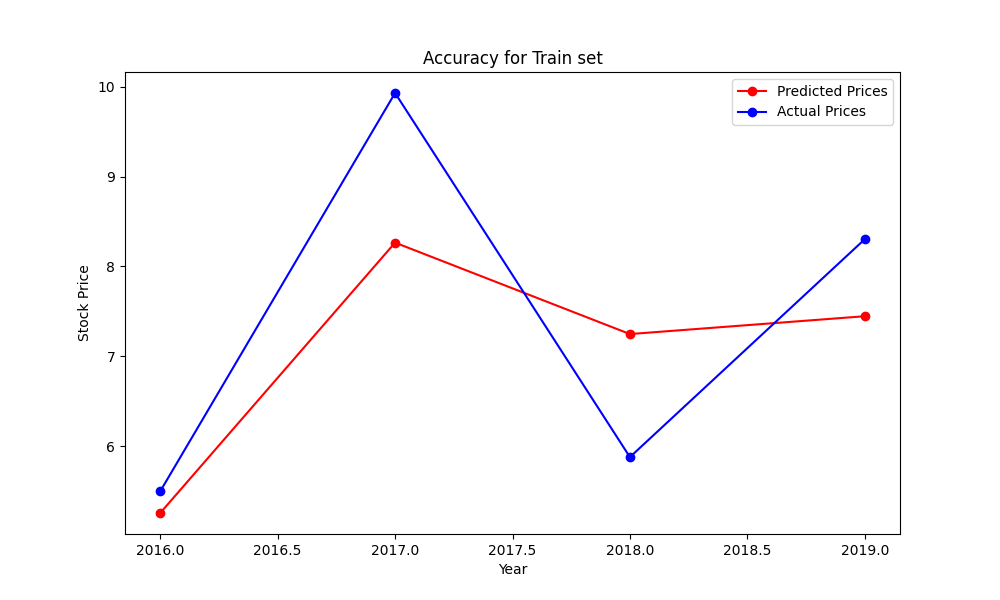 Accuracy for Train set
Predicted Prices
Actual Prices
10
9
8
7
6
Stock Price
2016.0 2016.5 2017.0 2017.5 2018.0 2018.5 2019.0
Year